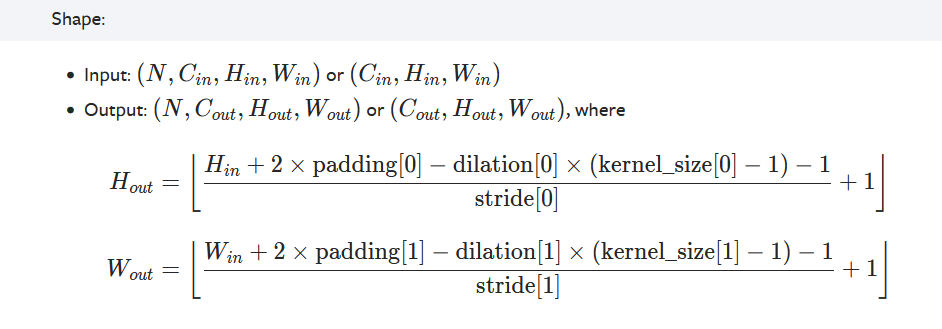 Shape:
• Input: (N, C_in, H_in, W_in) or (C_in, H_in, W_in)
• Output: (N, C_out, H_out, W_out) or (C_out, H_out, W_out), where
H_out = ⌊(H_in + 2 × padding[0] − dilation[0] × (kernel_size[0] − 1) − 1) / stride[0] + 1⌋
W_out = ⌊(W_in + 2 × padding[1] − dilation[1] × (kernel_size[1] − 1) − 1) / stride[1] + 1⌋